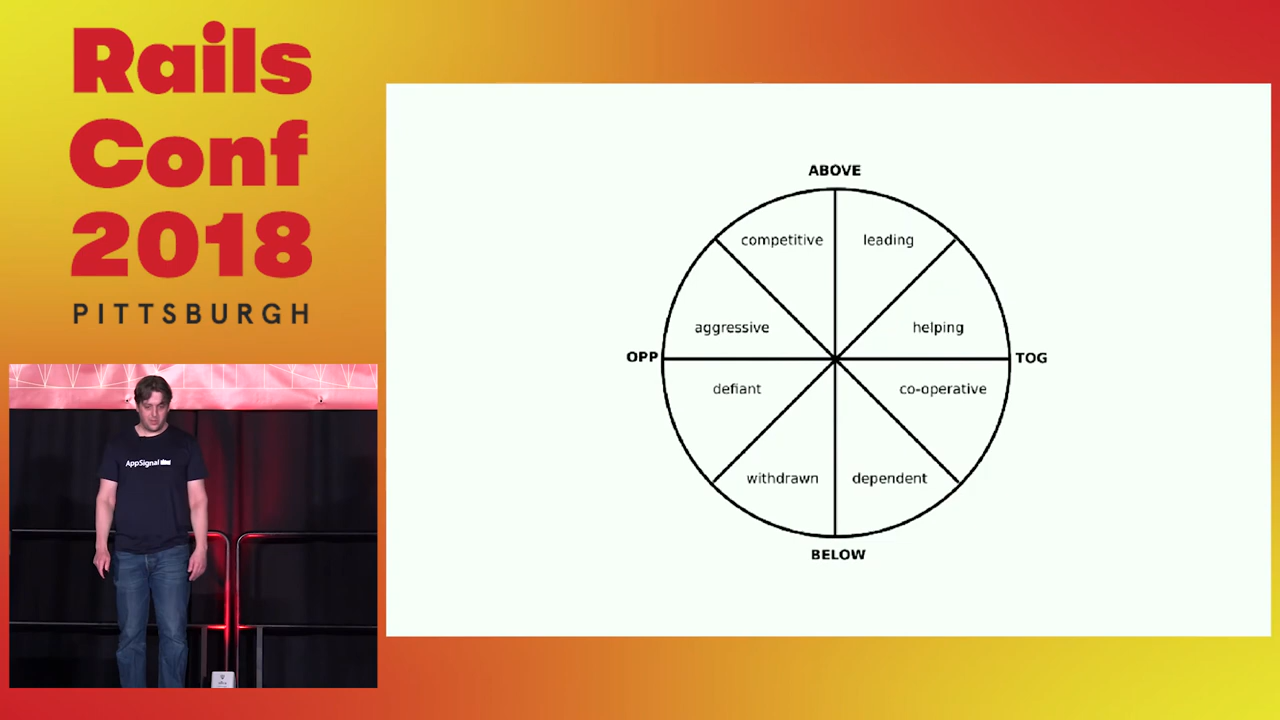 Rails
Conf
2018
PITTSBURGH
AppSignal
ABOVE
competitive
leading
aggressive
helping
OPP
TOG
defiant
co-operative
withdrawn
dependent
BELOW